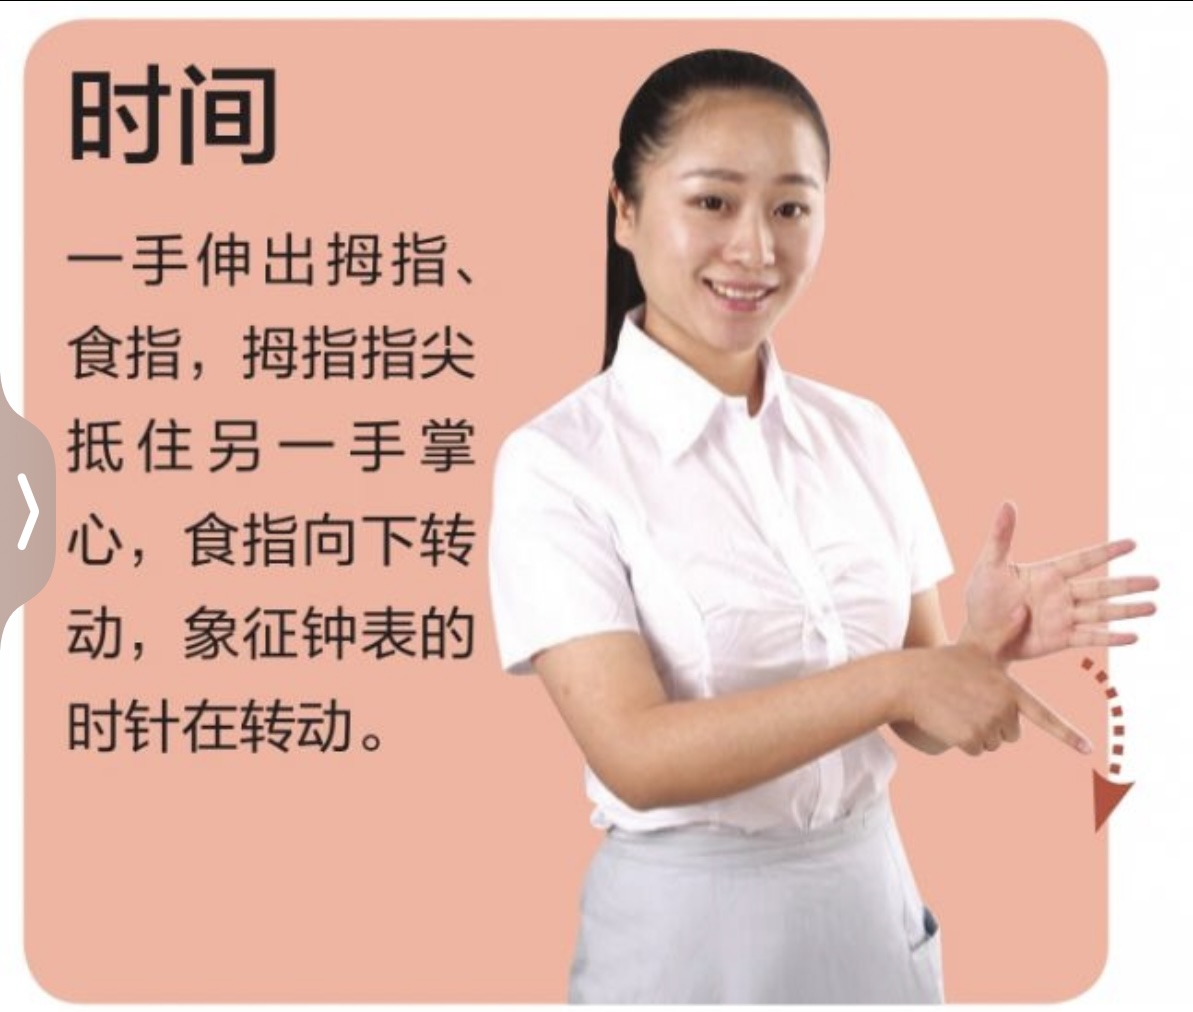 时间
一手伸出拇指、
食指，拇指指尖
抵住另一手掌
心，食指向下转
动，象征钟表的
时针在转动。